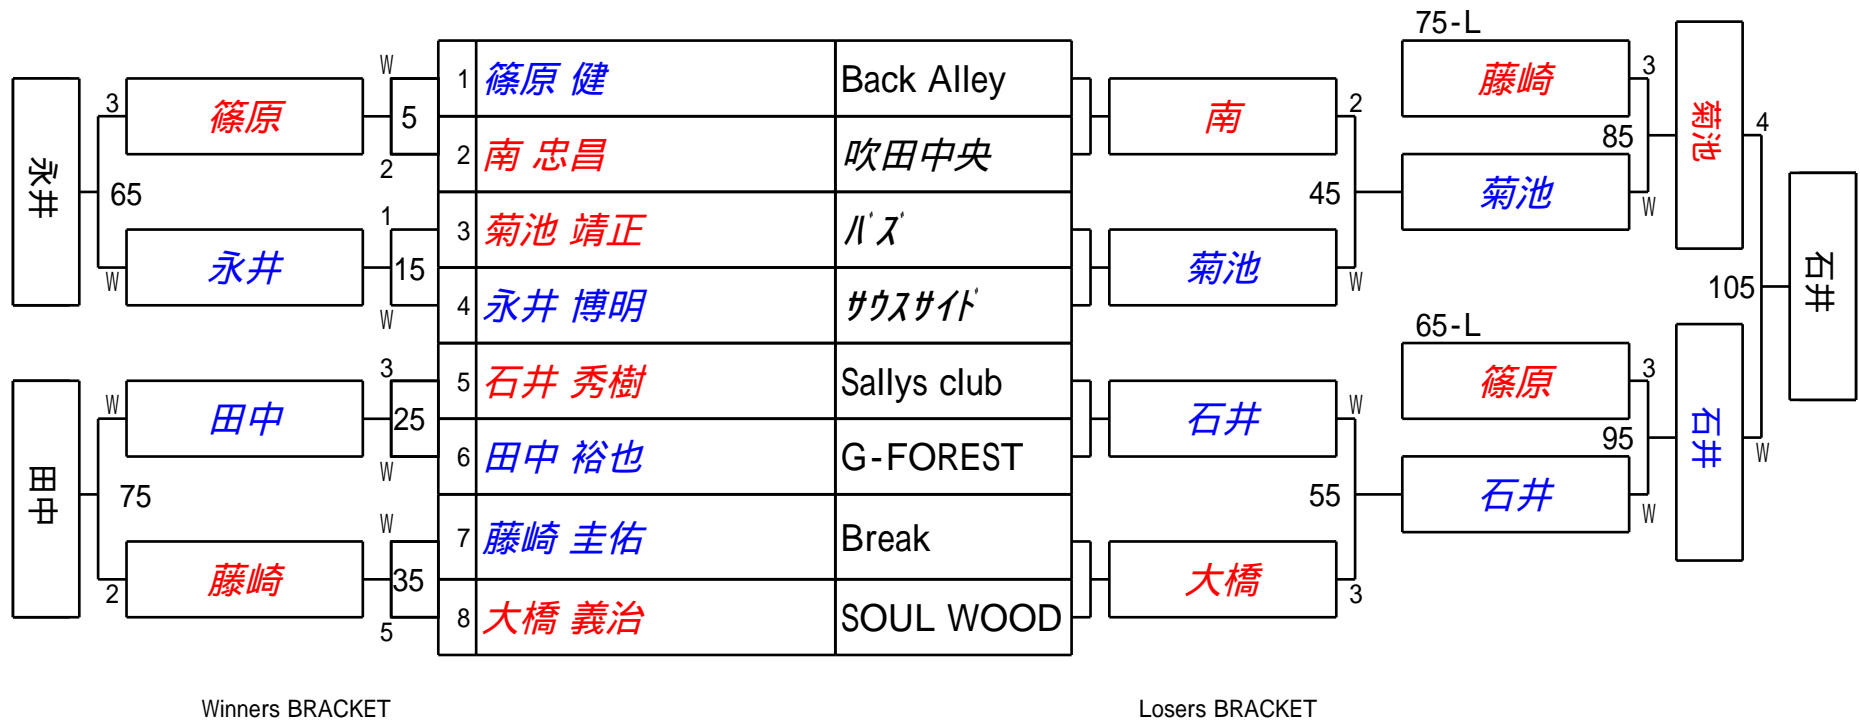 永井
田中
3
篠原
65
W
永井
W
田中
75
2
藤崎
W
5
2
1
15
W
3
25
W
W
35
5
1 篠原 健 Back Alley
2 南 忠昌 吹田中央
3 菊池 靖正 バズ
4 永井 博明 サウスサイド
5 石井 秀樹 Sallys club
6 田中 裕也 G-FOREST
7 藤崎 圭佑 Break
8 大橋 義治 SOUL WOOD
南
2
45
菊池
W
石井
W
55
大橋
3
75-L
藤崎
3
85
菊池
W
65-L
篠原
3
95
石井
W
菊池
4
105
石井
W
石井
Winners BRACKET
Losers BRACKET